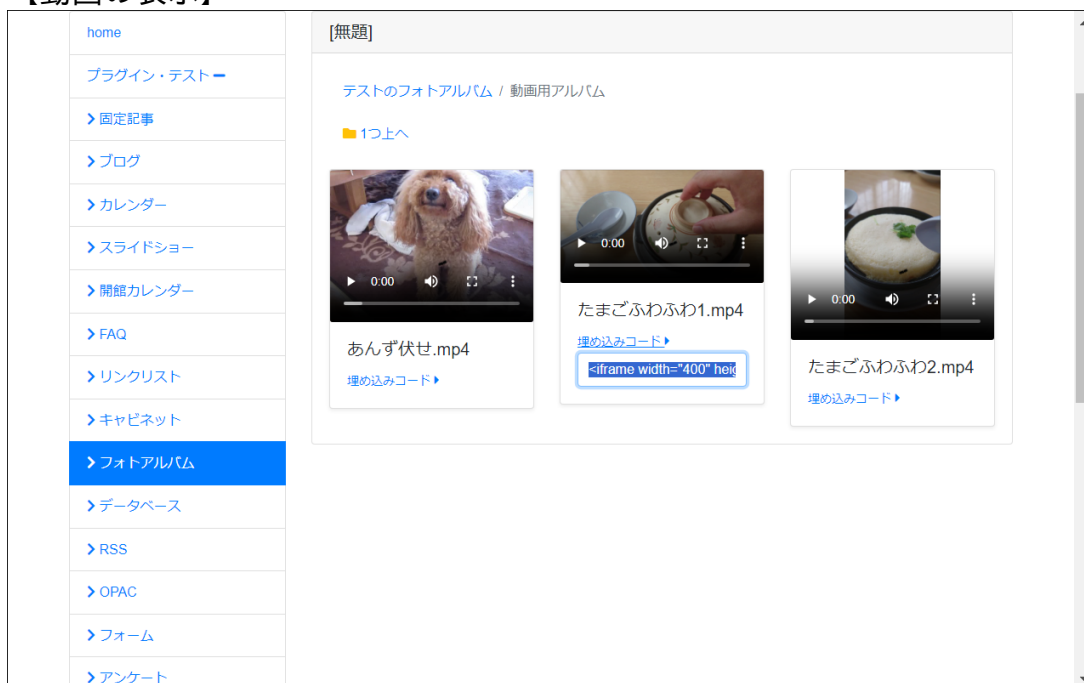 【動画の表示】
home
プラグイン・テスト
固定記事
ブログ
カレンダー
スライドショー
開館カレンダー
FAQ
リンクリスト
キャビネット
フォトアルバム
データベース
RSS
OPAC
フォーム
アンケート
[無題]
テストのフォトアルバム / 動画用アルバム
1つ上へ
0:00
あんず伏せ.mp4
埋め込みコード
0:00
たまごふわふわ1.mp4
埋め込みコード
<iframe width="400" heig
0:00
たまごふわふわ2.mp4
埋め込みコード